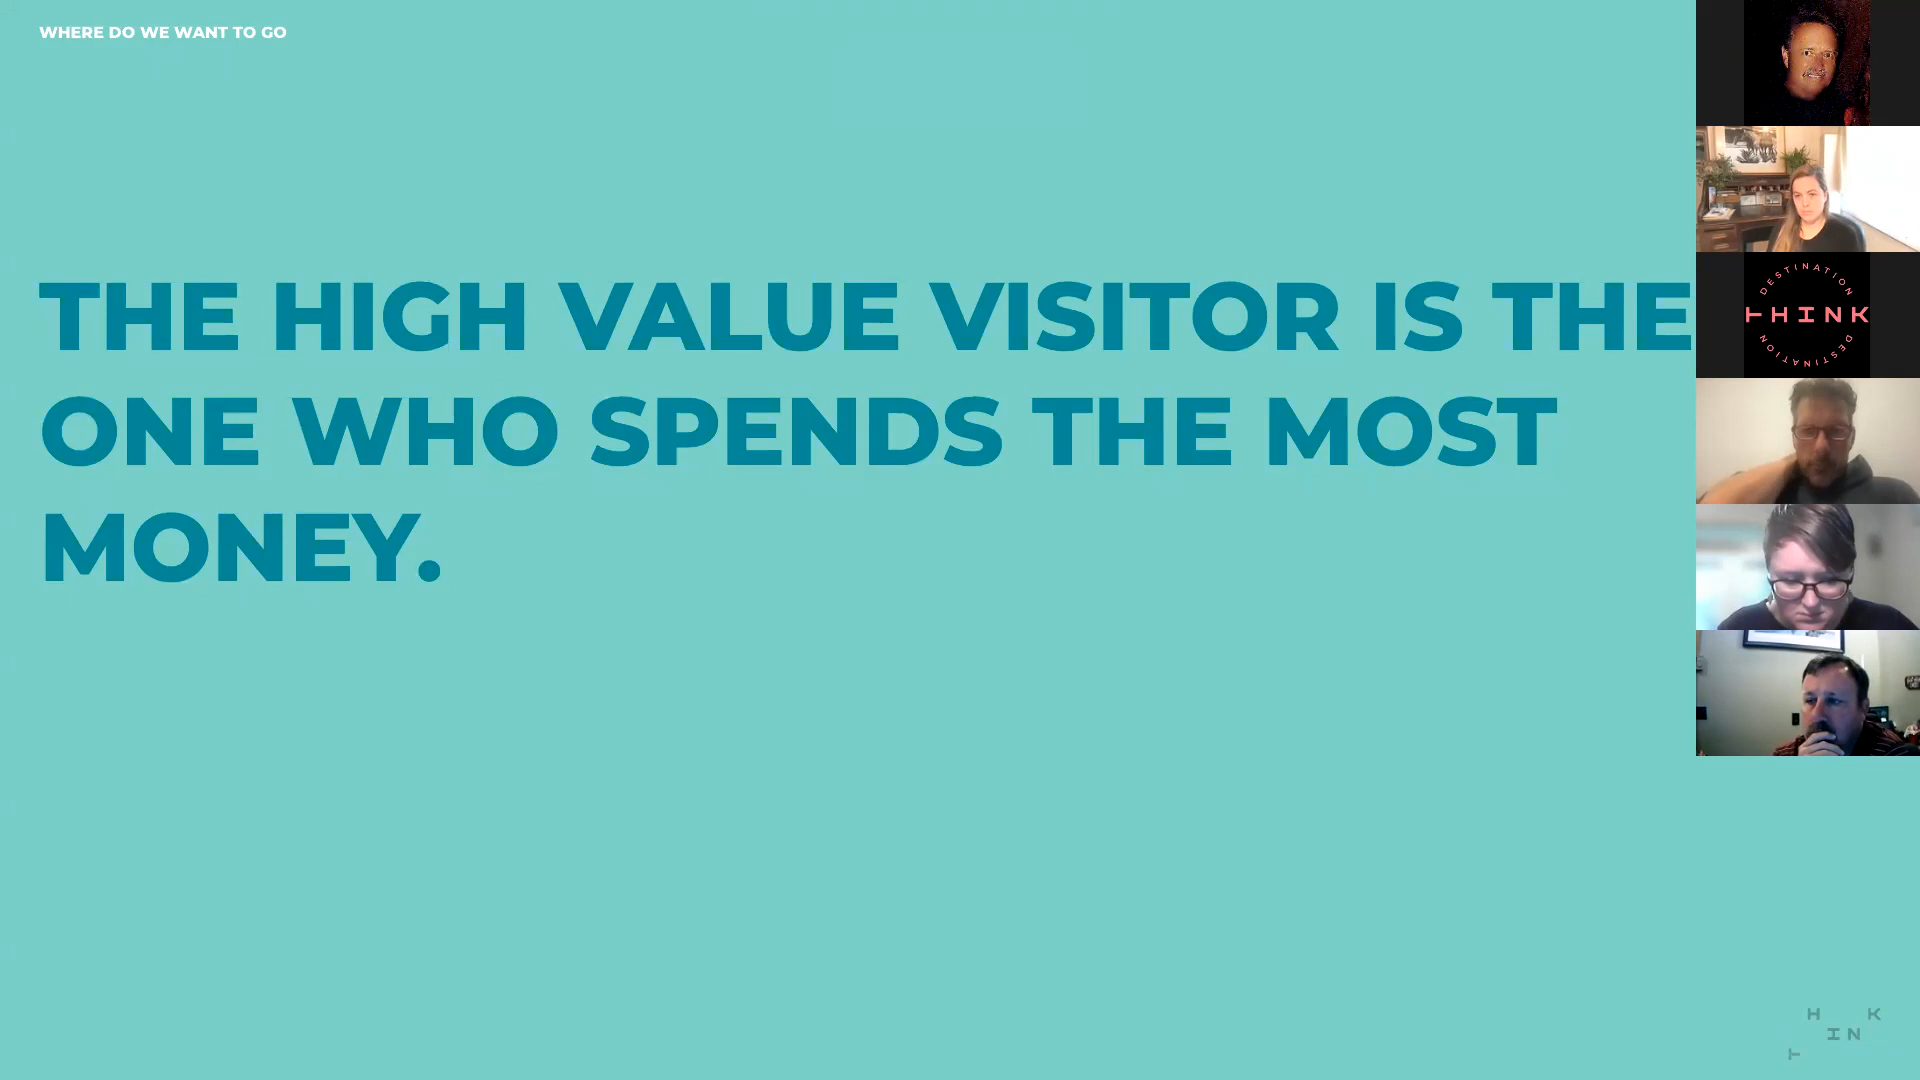 WHERE DO WE WANT TO GO
THE HIGH VALUE VISITOR IS THE
ONE WHO SPENDS THE MOST
MONEY.
DESTINATION
THINK
DESTINATION
H K
IN
T